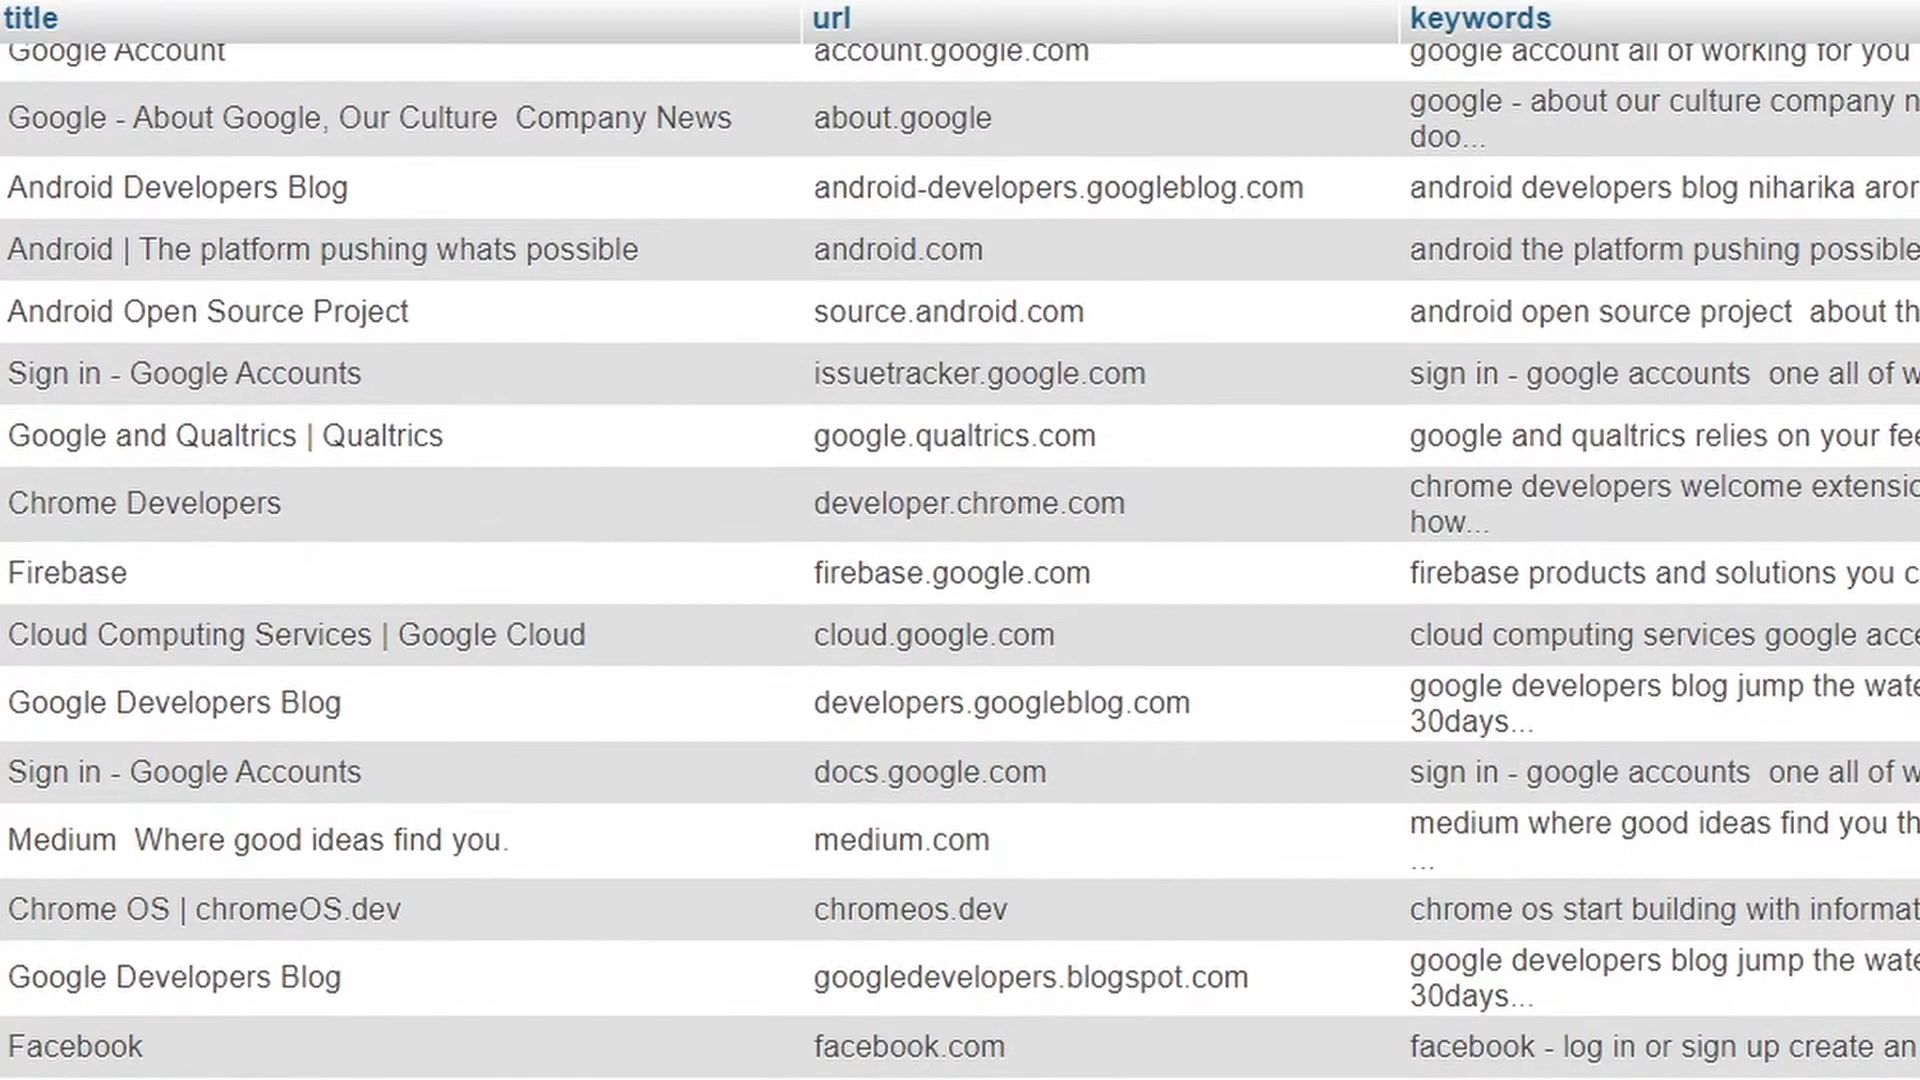 title url keywords
Google Account account.google.com google account all of working for you
Google - About Google, Our Culture  Company News about.google google - about our culture company n
doo...
Android Developers Blog android-developers.googleblog.com android developers blog niharika aror
Android | The platform pushing whats possible android.com android the platform pushing possible
Android Open Source Project source.android.com android open source project  about th
Sign in - Google Accounts issuetracker.google.com sign in - google accounts  one all of w
Google and Qualtrics | Qualtrics google.qualtrics.com google and qualtrics relies on your fee
Chrome Developers developer.chrome.com chrome developers welcome extensio
how...
Firebase firebase.google.com firebase products and solutions you c
Cloud Computing Services | Google Cloud cloud.google.com cloud computing services google acce
Google Developers Blog developers.googleblog.com google developers blog jump the wate
30days...
Sign in - Google Accounts docs.google.com sign in - google accounts  one all of w
Medium  Where good ideas find you. medium.com medium where good ideas find you th
...
Chrome OS | chromeOS.dev chromeos.dev chrome os start building with informat
Google Developers Blog googledevelopers.blogspot.com google developers blog jump the wate
30days...
Facebook facebook.com facebook - log in or sign up create an